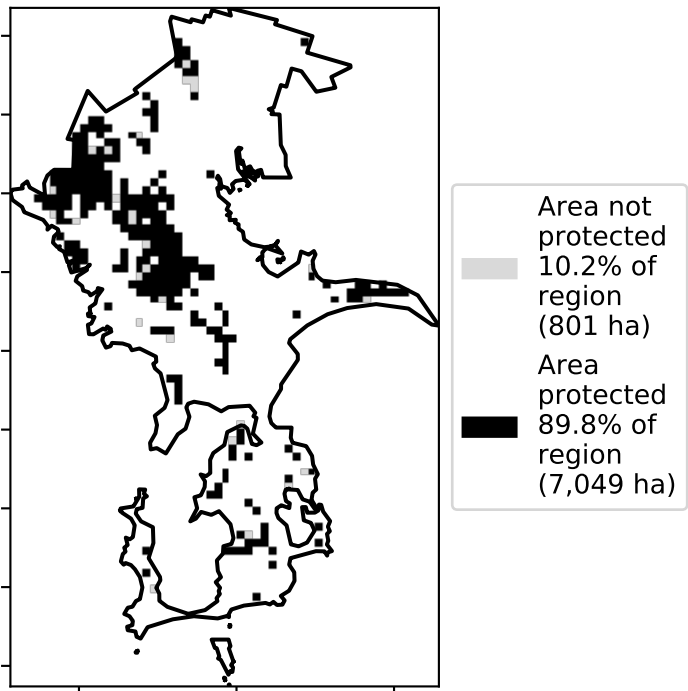 Area not
protected
10.2% of
region
(801 ha)
Area
protected
89.8% of
region
(7,049 ha)